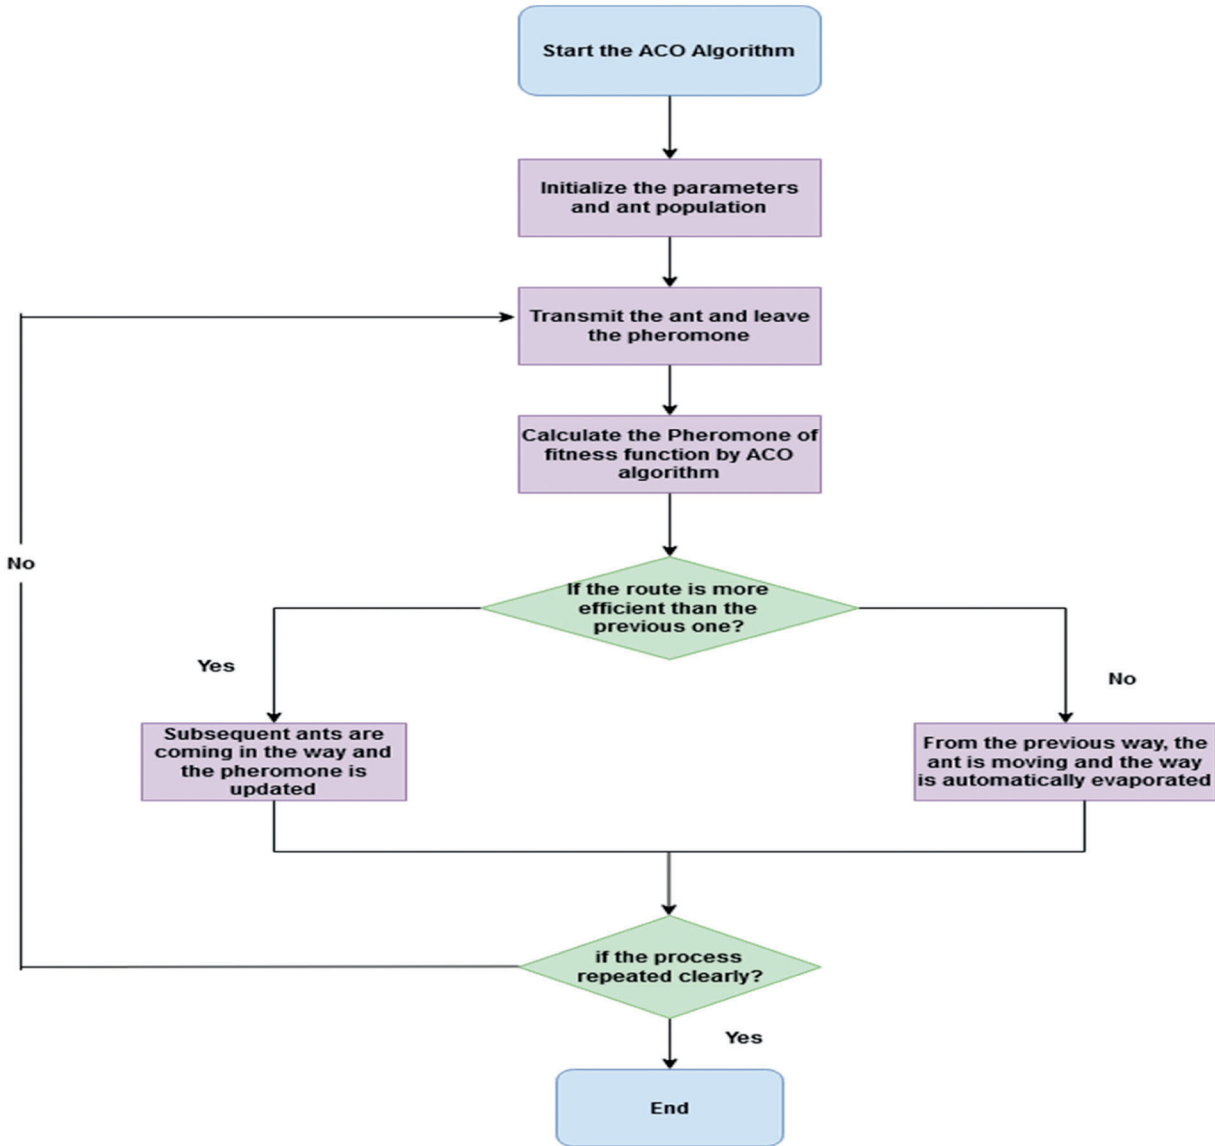 Start the ACO Algorithm
Initialize the parameters
and ant population
Transmit the ant and leave
the pheromone
Calculate the Pheromone of
fitness function by ACO
algorithm
No
If the route is more
efficient than the
previous one?
Yes
No
Subsequent ants are
coming in the way and
the pheromone is
updated
From the previous way, the
ant is moving and the way
is automatically evaporated
if the process
repeated clearly?
Yes
End